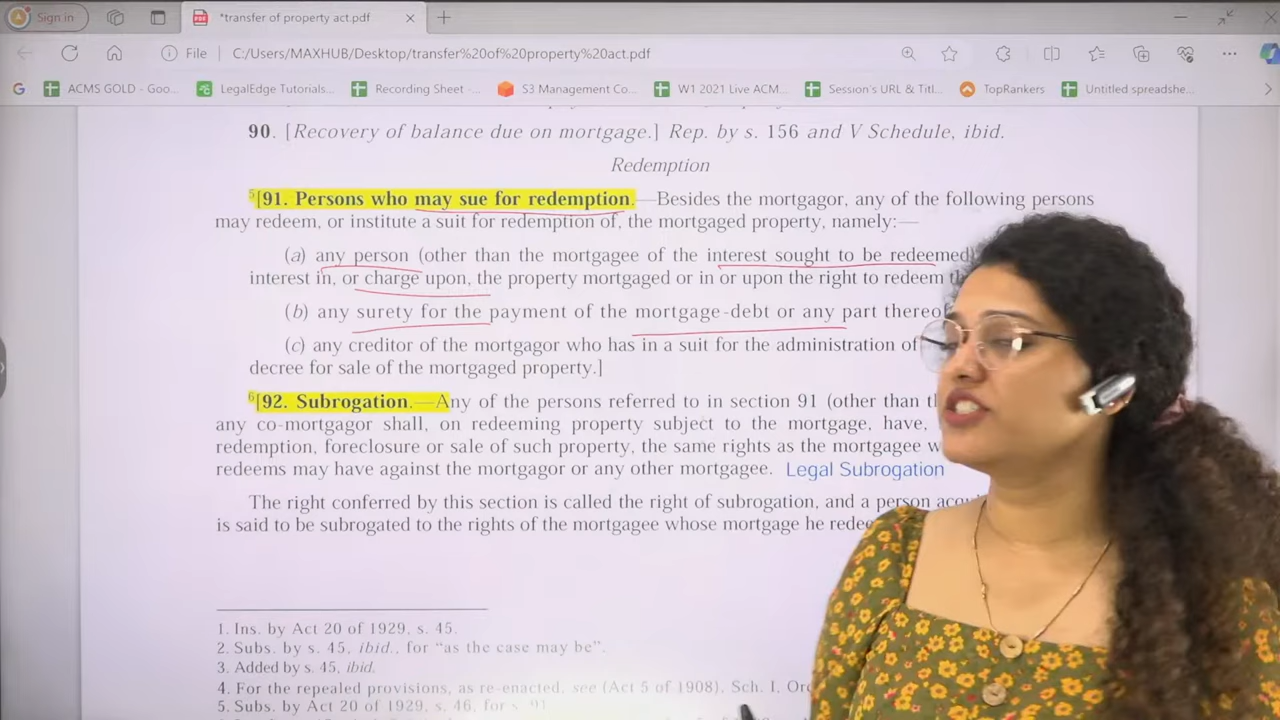 Sign in
*transfer of property act.pdf
File
C:/Users/MAXHUB/Desktop/transfer%20of%20property%20act.pdf
ACMS GOLD - Goo...
LegalEdge Tutorials...
Recording Sheet -...
S3 Management Co...
W1 2021 Live ACM...
Session's URL & Titl...
TopRankers
Untitled spreadshe...
90. [Recovery of balance due on mortgage.] Rep. by s. 156 and V Schedule, ibid.
Redemption
5[91. Persons who may sue for redemption.—Besides the mortgagor, any of the following persons
may redeem, or institute a suit for redemption of, the mortgaged property, namely:—
(a) any person (other than the mortgagee of the interest sought to be redeemed)
interest in, or charge upon, the property mortgaged or in or upon the right to redeem
(b) any surety for the payment of the mortgage-debt or any part thereof
(c) any creditor of the mortgagor who has in a suit for the administration of
decree for sale of the mortgaged property.]
6[92. Subrogation.—Any of the persons referred to in section 91 (other than
any co-mortgagor shall, on redeeming property subject to the mortgage, have,
redemption, foreclosure or sale of such property, the same rights as the mortgagee
redeems may have against the mortgagor or any other mortgagee. Legal Subrogation
The right conferred by this section is called the right of subrogation, and a person
is said to be subrogated to the rights of the mortgagee whose mortgage he
1. Ins. by Act 20 of 1929, s. 45.
2. Subs. by s. 45, ibid., for "as the case may be".
3. Added by s. 45, ibid.
4. For the repealed provisions, as re-enacted, see (Act 5 of 1908), Sch. I,
5. Subs. by Act 20 of 1929, s. 46, for s. 91